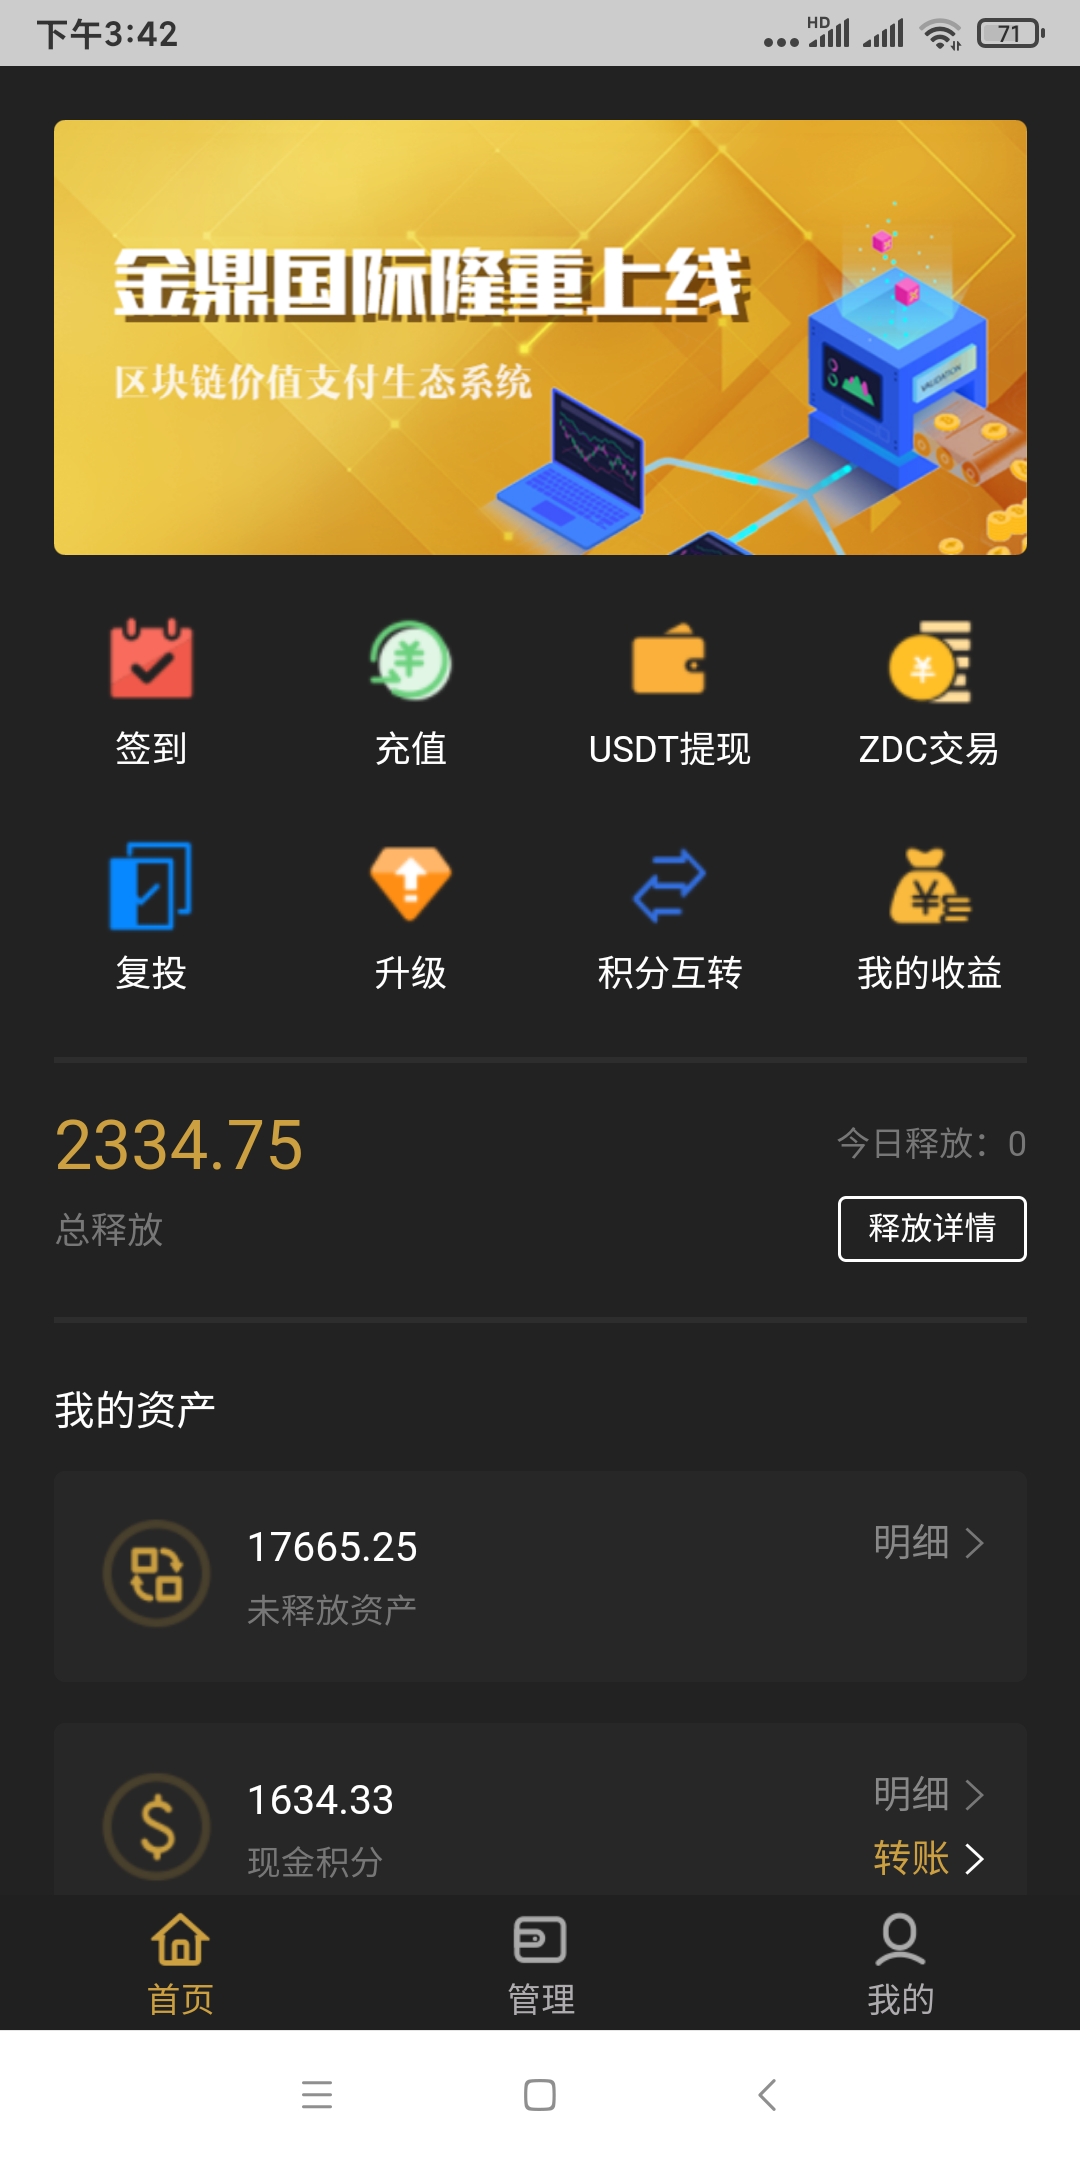 下午3:42
HD
71
金鼎国际隆重上线
区块链价值支付生态系统
VALIDATION
签到 充值 USDT提现 ZDC交易
复投 升级 积分互转 我的收益
2334.75
今日释放：0
总释放
释放详情
我的资产
17665.25
明细
未释放资产
1634.33
明细
现金积分
转账
首页 管理 我的